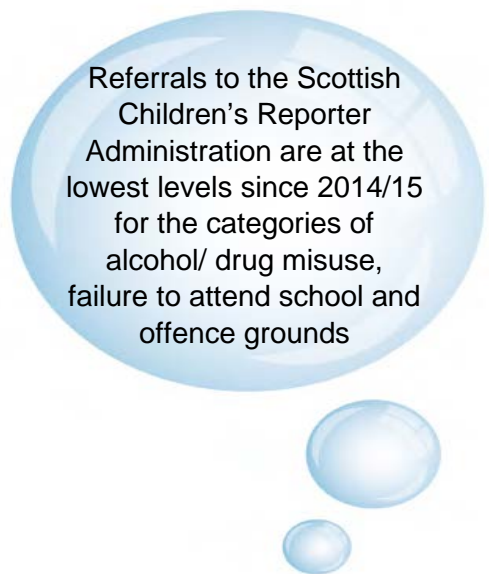 Referrals to the Scottish
Children’s Reporter
Administration are at the
lowest levels since 2014/15
for the categories of
alcohol/ drug misuse,
failure to attend school and
offence grounds